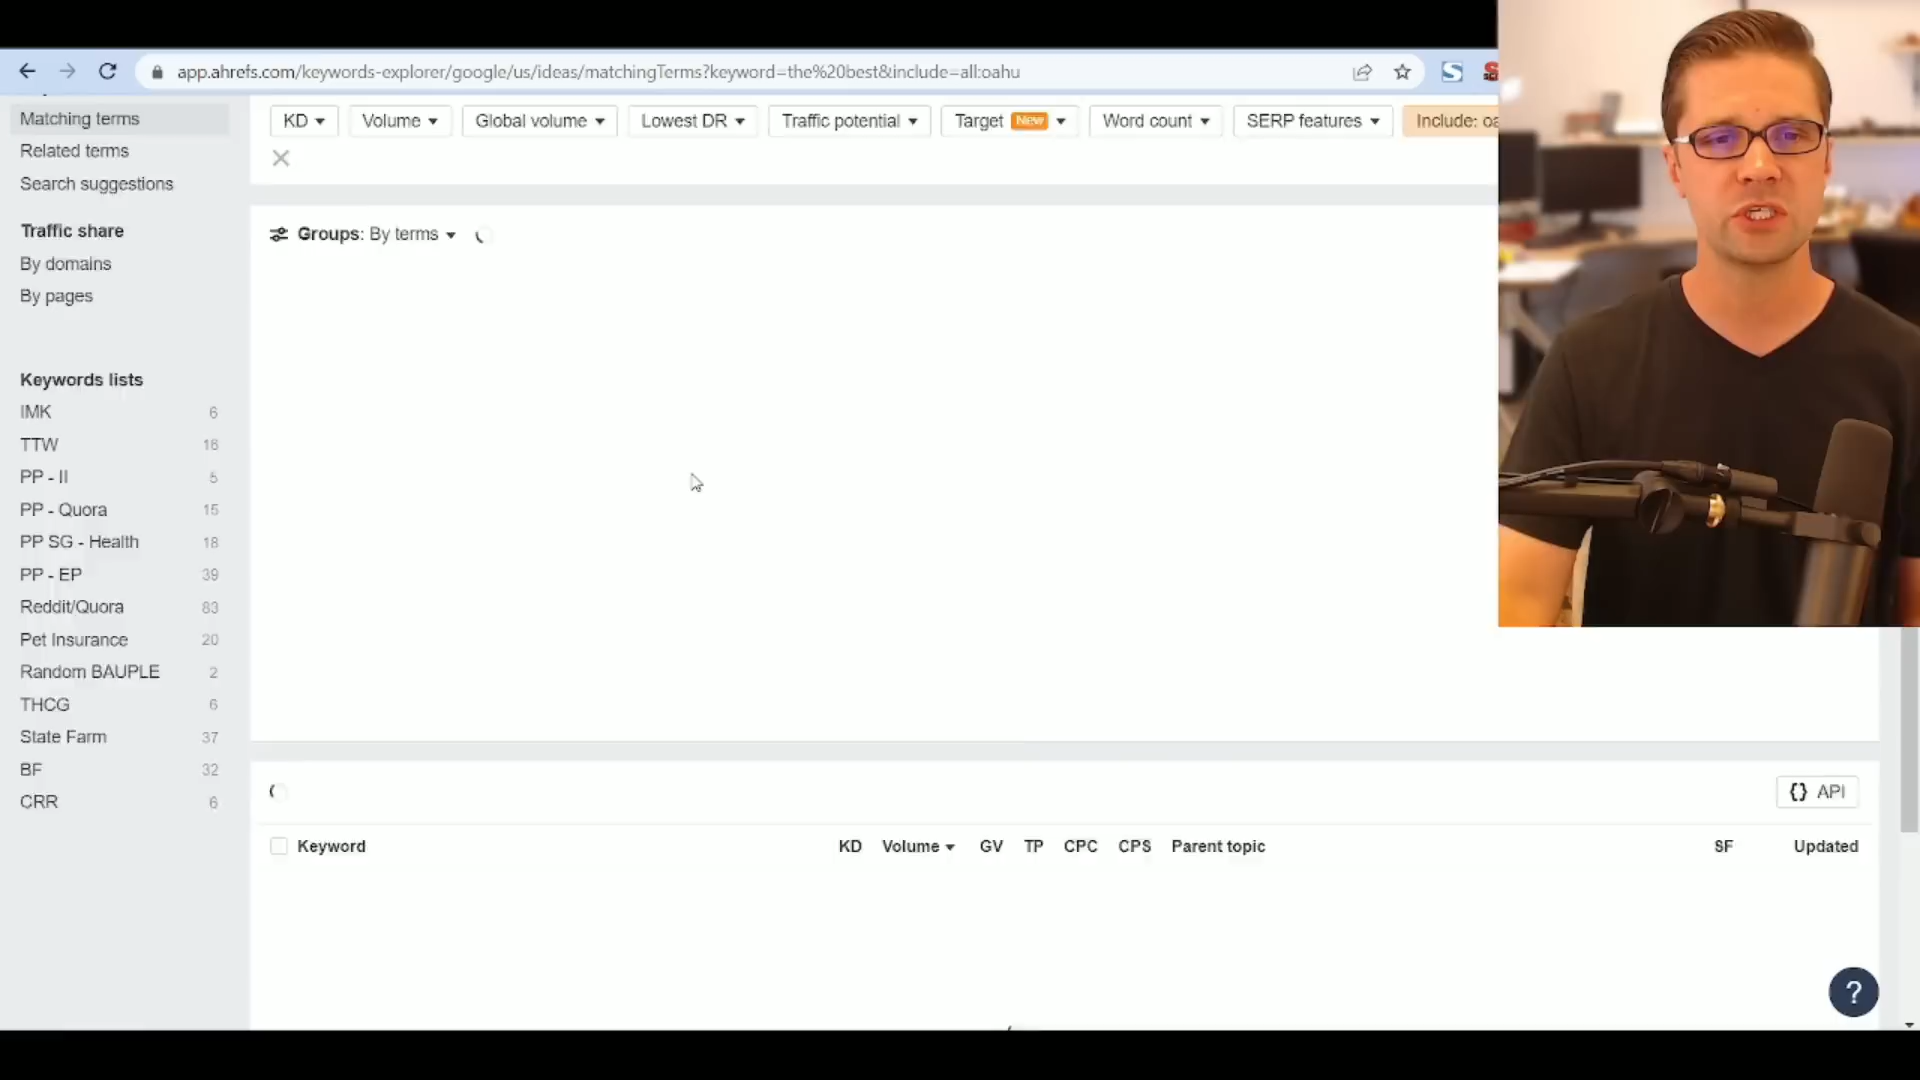 app.ahrefs.com/keywords-explorer/google/us/ideas/matchingTerms?keyword=the%20best&include=all:oahu
Matching terms
Related terms
Search suggestions
Traffic share
By domains
By pages
Keywords lists
IMK 6
TTW 16
PP - II 5
PP - Quora 15
PP SG - Health 18
PP - EP 39
Reddit/Quora 83
Pet Insurance 20
Random BAUPLE 2
THCG 6
State Farm 37
BF 32
CRR 6
KD Volume Global volume Lowest DR Traffic potential Target New Word count SERP features Include: oa
Groups: By terms
{} API
Keyword KD Volume GV TP CPC CPS Parent topic SF Updated
?